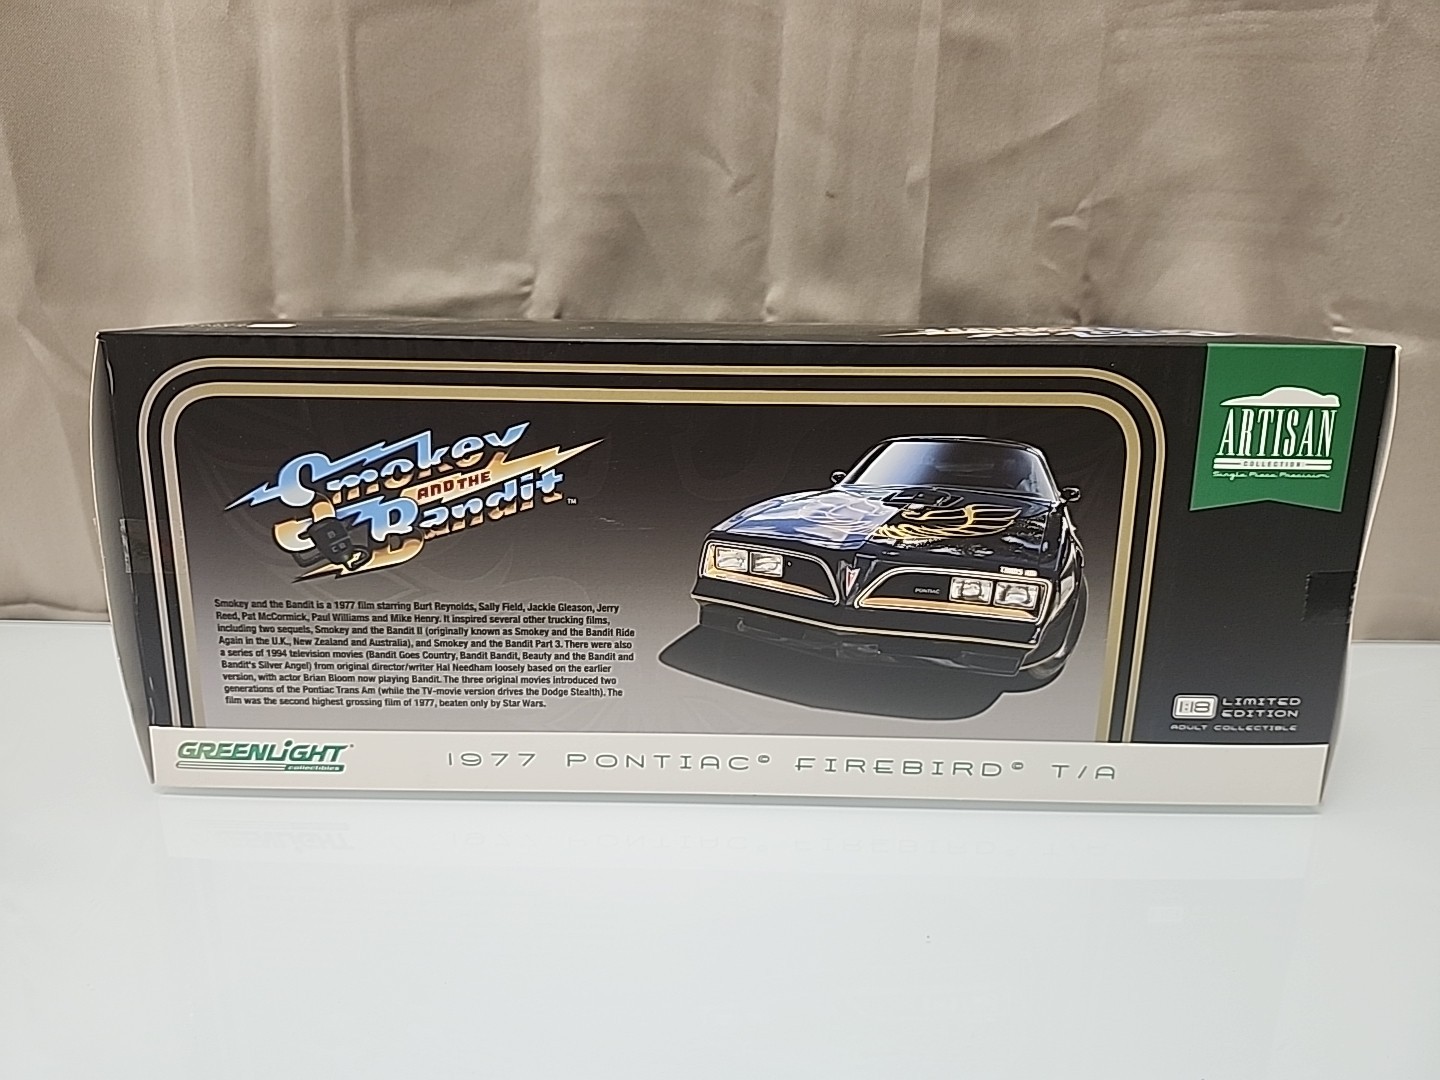 Smokey
AND THE
Bandit™
Smokey and the Bandit is a 1977 film starring Burt Reynolds, Sally Field, Jackie Gleason, Jerry
Reed, Pat McCormick, Paul Williams and Mike Henry. It inspired several other trucking films,
including two sequels, Smokey and the Bandit II (originally known as Smokey and the Bandit Ride
Again in the U.K., New Zealand and Australia), and Smokey and the Bandit Part 3. There were also
a series of 1994 television movies (Bandit Goes Country, Bandit Bandit, Beauty and the Bandit and
Bandit's Silver Angel) from original director/writer Hal Needham loosely based on the earlier
version, with actor Brian Bloom now playing Bandit. The three original movies introduced two
generations of the Pontiac Trans Am (while the TV-movie version drives the Dodge Stealth). The
film was the second highest grossing film of 1977, beaten only by Star Wars.
PONTIAC
ARTISAN
COLLECTION
Single Piece Precision
1:18 LIMITED
EDITION
ADULT COLLECTIBLE
GREENLiGHT®
collectibles
1977 PONTIAC® FIREBIRD® T/A